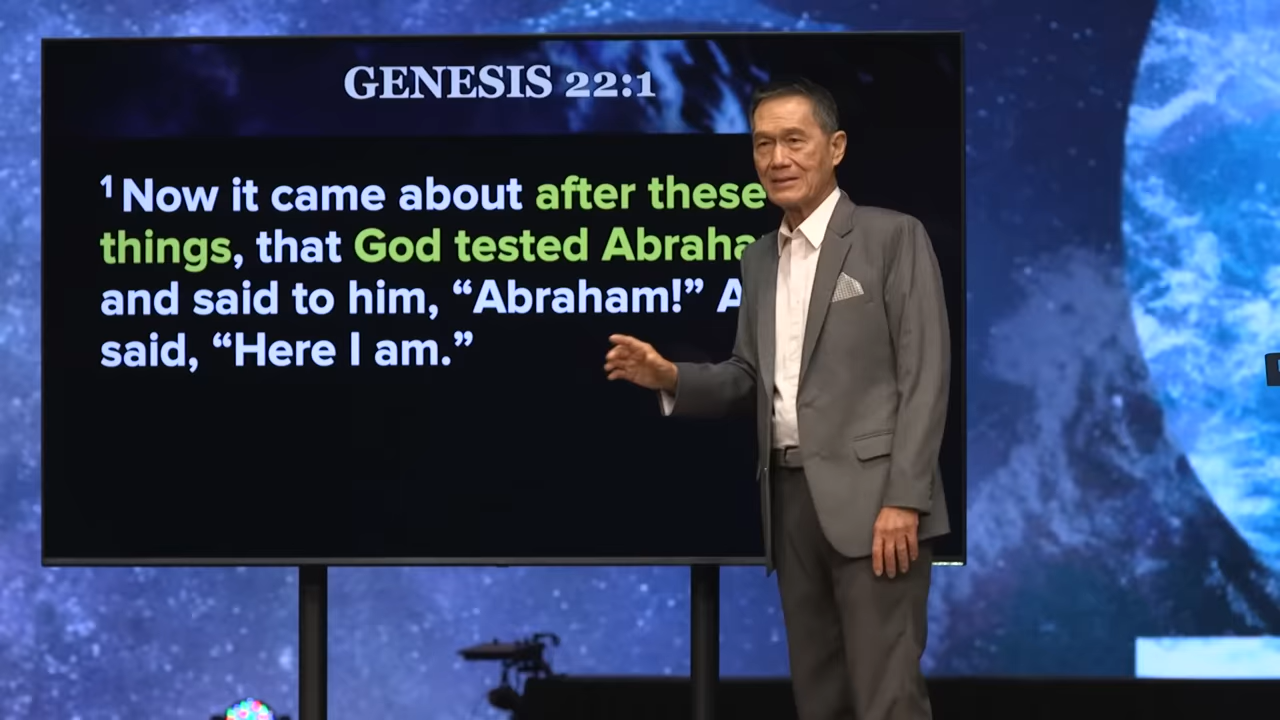 GENESIS 22:1
1 Now it came about after these
things, that God tested
and said to him, “Abraham!”
said, “Here I am.”